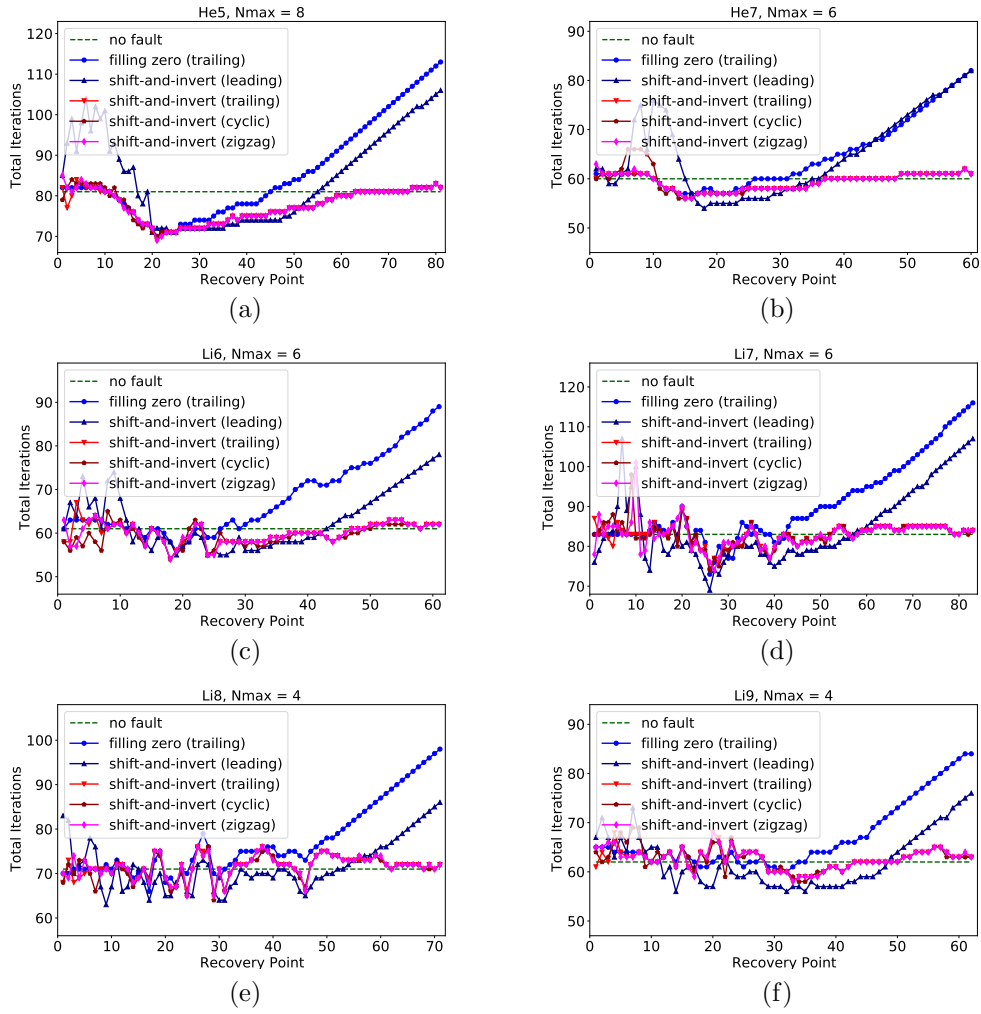 He5, Nmax = 8
Total Iterations
120
110
100
90
80
70
no fault
filling zero (trailing)
shift-and-invert (leading)
shift-and-invert (trailing)
shift-and-invert (cyclic)
shift-and-invert (zigzag)
0 10 20 30 40 50 60 70 80
Recovery Point
(a)
He7, Nmax = 6
Total Iterations
90
80
70
60
50
no fault
filling zero (trailing)
shift-and-invert (leading)
shift-and-invert (trailing)
shift-and-invert (cyclic)
shift-and-invert (zigzag)
0 10 20 30 40 50 60
Recovery Point
(b)
Li6, Nmax = 6
Total Iterations
90
80
70
60
50
no fault
filling zero (trailing)
shift-and-invert (leading)
shift-and-invert (trailing)
shift-and-invert (cyclic)
shift-and-invert (zigzag)
0 10 20 30 40 50 60
Recovery Point
(c)
Li7, Nmax = 6
Total Iterations
120
110
100
90
80
70
no fault
filling zero (trailing)
shift-and-invert (leading)
shift-and-invert (trailing)
shift-and-invert (cyclic)
shift-and-invert (zigzag)
0 10 20 30 40 50 60 70 80
Recovery Point
(d)
Li8, Nmax = 4
Total Iterations
100
90
80
70
60
no fault
filling zero (trailing)
shift-and-invert (leading)
shift-and-invert (trailing)
shift-and-invert (cyclic)
shift-and-invert (zigzag)
0 10 20 30 40 50 60 70
Recovery Point
(e)
Li9, Nmax = 4
Total Iterations
90
80
70
60
50
no fault
filling zero (trailing)
shift-and-invert (leading)
shift-and-invert (trailing)
shift-and-invert (cyclic)
shift-and-invert (zigzag)
0 10 20 30 40 50 60
Recovery Point
(f)